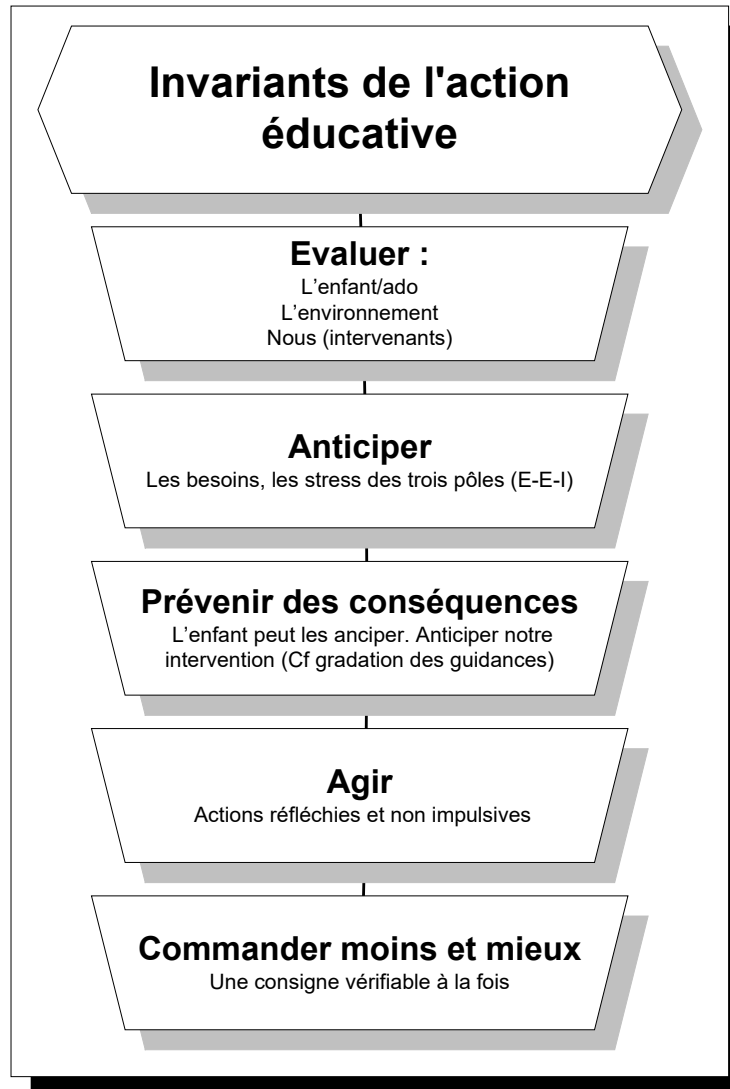 Invariants de l'action
éducative
Evaluer :
L'enfant/ado
L'environnement
Nous (intervenants)
Anticiper
Les besoins, les stress des trois pôles (E-E-I)
Prévenir des conséquences
L'enfant peut les anciper. Anticiper notre
intervention (Cf gradation des guidances)
Agir
Actions réfléchies et non impulsives
Commander moins et mieux
Une consigne vérifiable à la fois